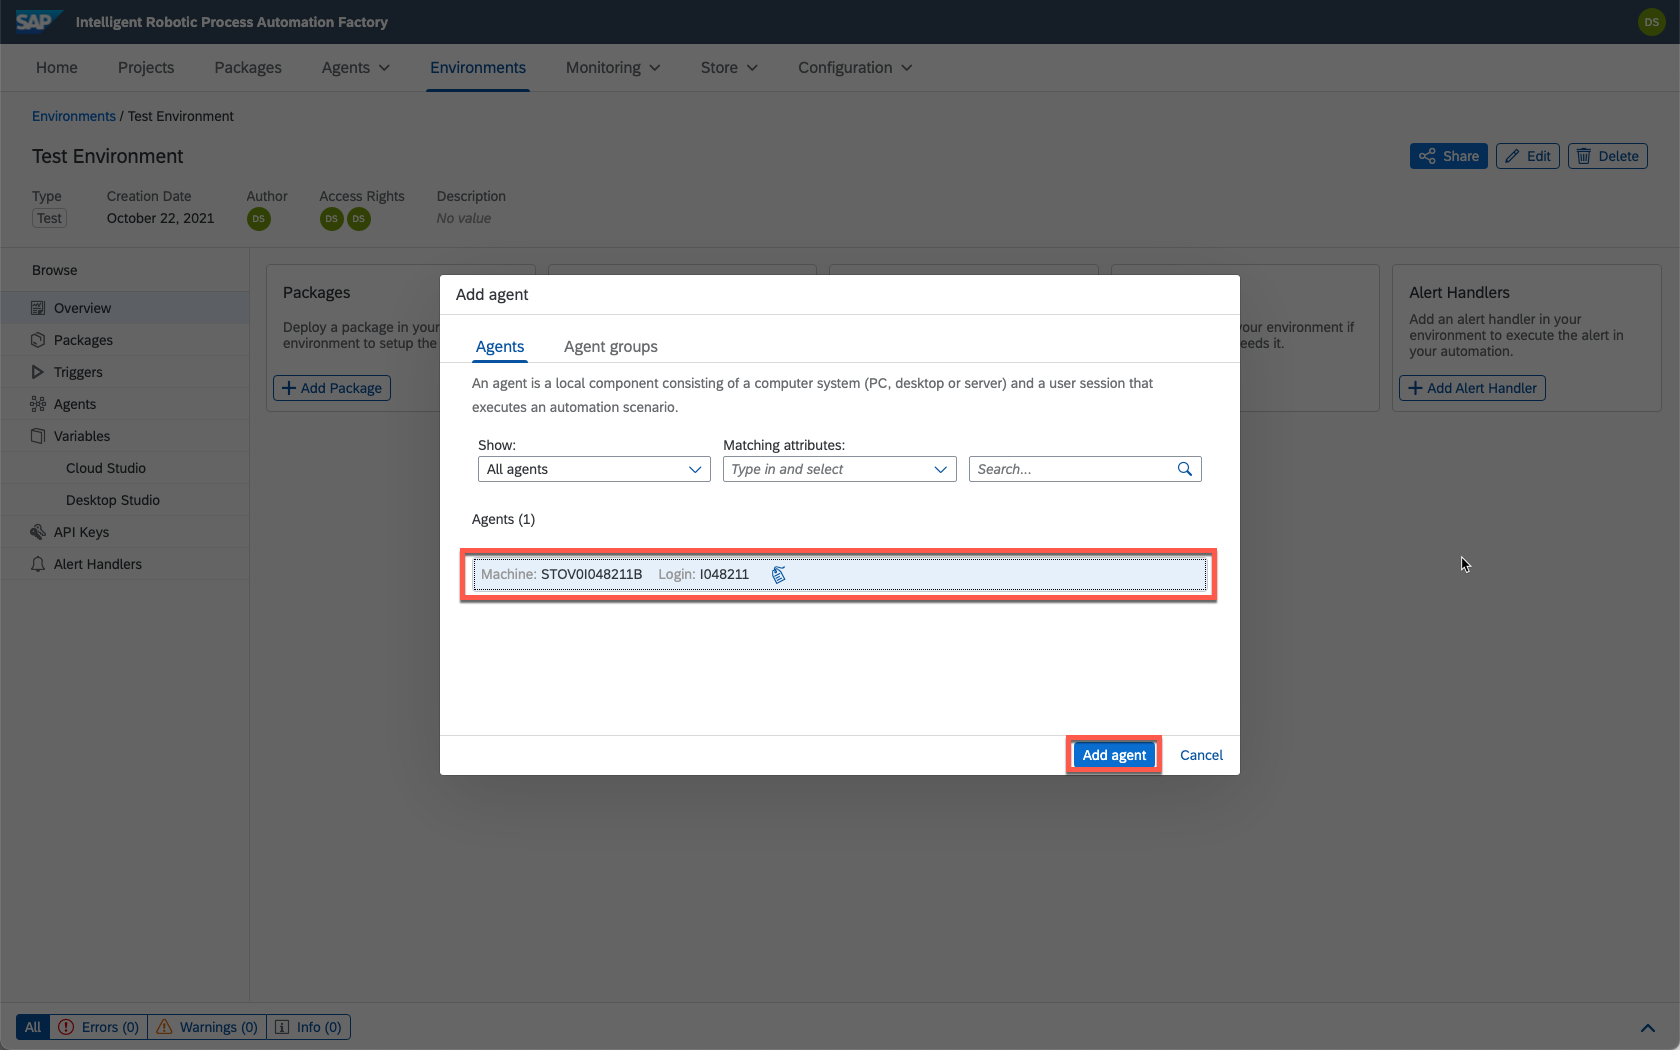 SAP Intelligent Robotic Process Automation Factory DS
Home Projects Packages Agents Environments Monitoring Store Configuration
Environments / Test Environment
Test Environment
Share Edit Delete
Type Creation Date Author Access Rights Description
Test October 22, 2021 DS DS DS No value
Browse
Overview
Packages
Triggers
Agents
Variables
Cloud Studio
Desktop Studio
API Keys
Alert Handlers
Packages
Deploy a package in your
environment to setup the
Add Package
your environment if
eeds it.
Alert Handlers
Add an alert handler in your
environment to execute the alert in
your automation.
Add Alert Handler
Add agent
Agents Agent groups
An agent is a local component consisting of a computer system (PC, desktop or server) and a user session that
executes an automation scenario.
Show: Matching attributes:
All agents Type in and select Search...
Agents (1)
Machine: STOV0I048211B Login: I048211
Add agent Cancel
All Errors (0) Warnings (0) Info (0)